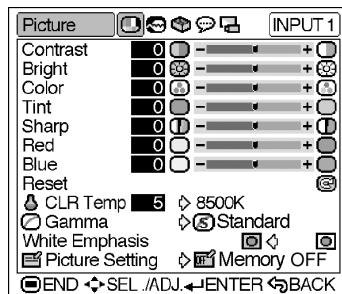 Picture INPUT 1
Contrast 0 - +
Bright 0 - +
Color 0 - +
Tint 0 - +
Sharp 0 - +
Red 0 - +
Blue 0 - +
Reset
CLR Temp 5 8500K
Gamma S Standard
White Emphasis
Picture Setting Memory OFF
END SEL ./ADJ. ENTER BACK